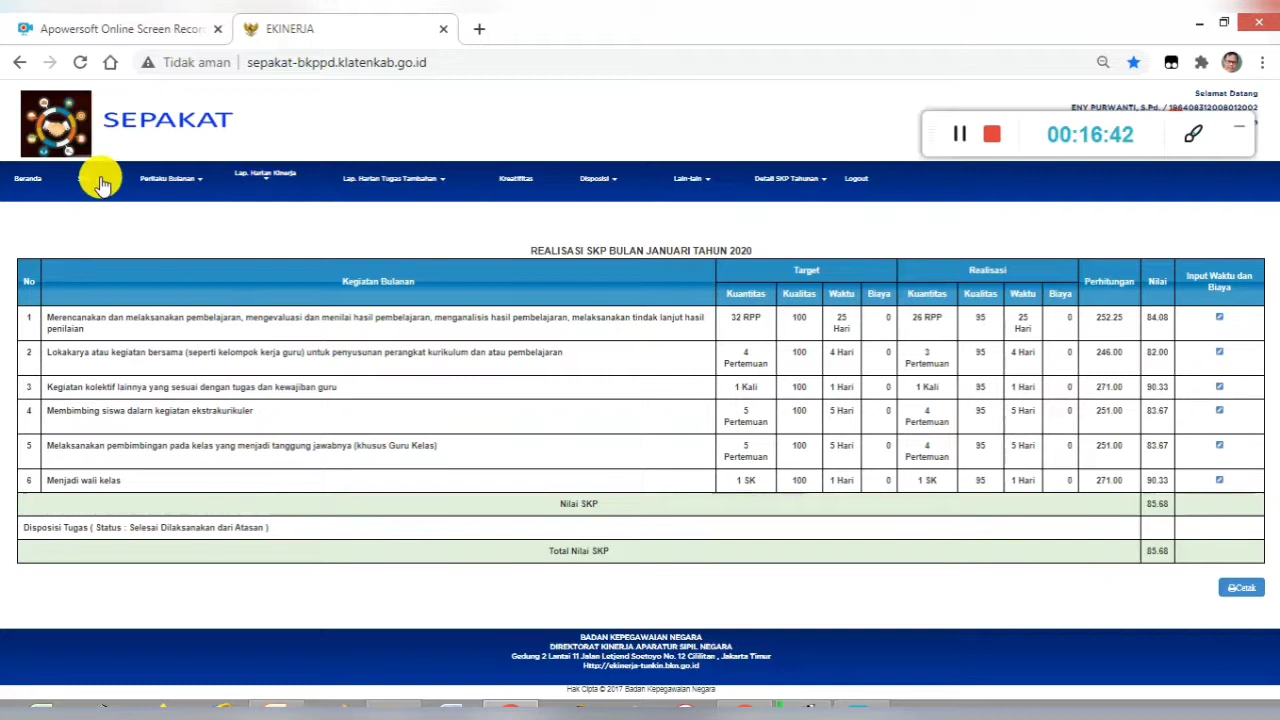 Apowersoft Online Screen Recor
EKINERJA
Tidak aman
sepakat-bkppd.klatenkab.go.id
Selamat Datang
ENY PURWANTI, S.Pd. / 196408312008012002
SEPAKAT
00:16:42
Beranda
Perilaku Bulanan
Lap. Harian Kinerja
Lap. Harian Tugas Tambahan
Kreatifitas
Disposisi
Lain-lain
Detail SKP Tahunan
Logout
REALISASI SKP BULAN JANUARI TAHUN 2020
No Kegiatan Bulanan Target Realisasi Perhitungan Nilai Input Waktu dan Biaya
Kuantitas Kualitas Waktu Biaya Kuantitas Kualitas Waktu Biaya
1 Merencanakan dan melaksanakan pembelajaran, mengevaluasi dan menilai hasil pembelajaran, menganalisis hasil pembelajaran, melaksanakan tindak lanjut hasil penilaian 32 RPP 100 25 Hari 0 26 RPP 95 25 Hari 0 252.25 84.08
2 Lokakarya atau kegiatan bersama (seperti kelompok kerja guru) untuk penyusunan perangkat kurikulum dan atau pembelajaran 4 Pertemuan 100 4 Hari 0 3 Pertemuan 95 4 Hari 0 246.00 82.00
3 Kegiatan kolektif lainnya yang sesuai dengan tugas dan kewajiban guru 1 Kali 100 1 Hari 0 1 Kali 95 1 Hari 0 271.00 90.33
4 Membimbing siswa dalam kegiatan ekstrakurikuler 5 Pertemuan 100 5 Hari 0 4 Pertemuan 95 5 Hari 0 251.00 83.67
5 Melaksanakan pembimbingan pada kelas yang menjadi tanggung jawabnya (khusus Guru Kelas) 5 Pertemuan 100 5 Hari 0 4 Pertemuan 95 5 Hari 0 251.00 83.67
6 Menjadi wali kelas 1 SK 100 1 Hari 0 1 SK 95 1 Hari 0 271.00 90.33
Nilai SKP 85.68
Disposisi Tugas ( Status : Selesai Dilaksanakan dari Atasan )
Total Nilai SKP 85.68
Cetak
BADAN KEPEGAWAIAN NEGARA
DIREKTORAT KINERJA APARATUR SIPIL NEGARA
Gedung 2 Lantai 11 Jalan Letjend Soetoyo No. 12 Cililitan , Jakarta Timur
Http://ekinerja-tunkin.bkn.go.id
Hak Cipta © 2017 Badan Kepegawaian Negara